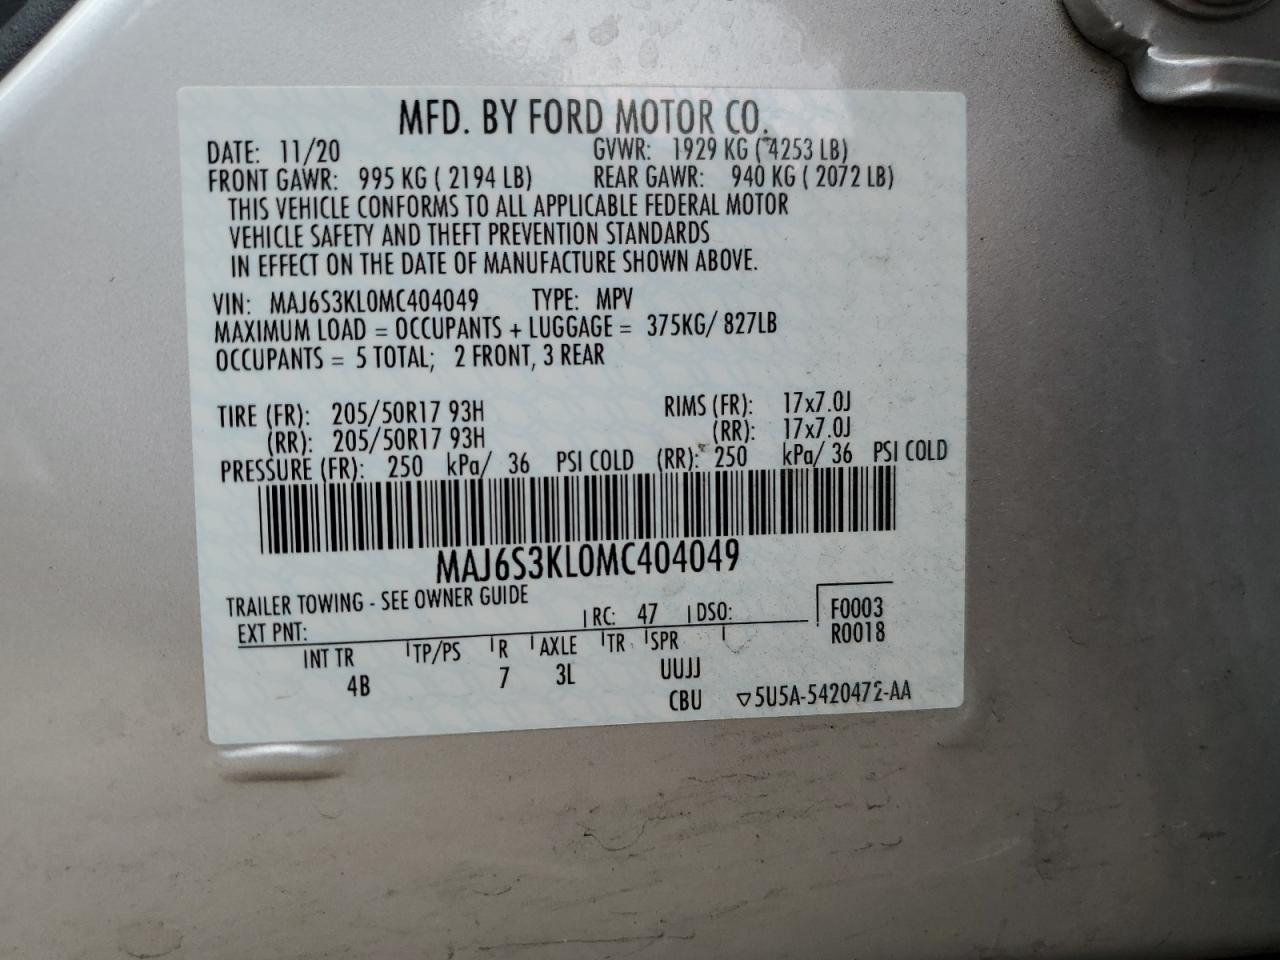 MFD. BY FORD MOTOR CO.
DATE: 11/20 GVWR: 1929 KG ( 4253 LB)
FRONT GAWR: 995 KG ( 2194 LB) REAR GAWR: 940 KG ( 2072 LB)
THIS VEHICLE CONFORMS TO ALL APPLICABLE FEDERAL MOTOR
VEHICLE SAFETY AND THEFT PREVENTION STANDARDS
IN EFFECT ON THE DATE OF MANUFACTURE SHOWN ABOVE.
VIN: MAJ6S3KL0MC404049 TYPE: MPV
MAXIMUM LOAD = OCCUPANTS + LUGGAGE = 375KG/ 827LB
OCCUPANTS = 5 TOTAL; 2 FRONT, 3 REAR
TIRE (FR): 205/50R17 93H RIMS (FR): 17x7.0J
(RR): 205/50R17 93H (RR): 17x7.0J
PRESSURE (FR): 250 kPa/ 36 PSI COLD (RR): 250 kPa/ 36 PSI COLD
MAJ6S3KL0MC404049
TRAILER TOWING - SEE OWNER GUIDE
EXT PNT: RC: 47 DSO: F0003
R0018
INT TR TP/PS R AXLE TR SPR
4B 7 3L UUJJ
CBU ▽5U5A-5420472-AA